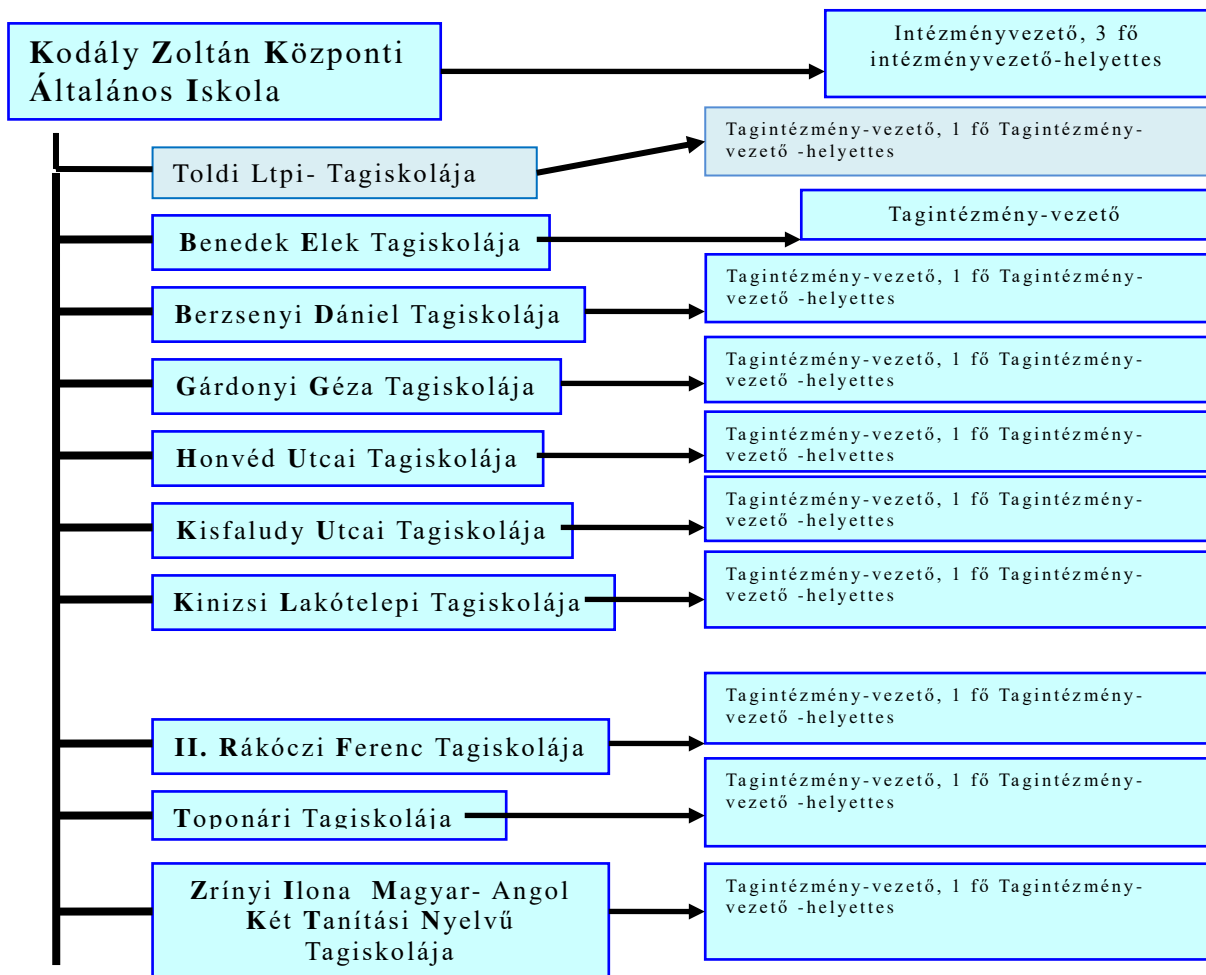 Kodály Zoltán Központi
Általános Iskola
Intézményvezető, 3 fő
intézményvezető-helyettes
Toldi Ltpi- Tagiskolája
Tagintézmény-vezető, 1 fő Tagintézmény-
vezető -helyettes
Benedek Elek Tagiskolája
Tagintézmény-vezető
Berzsenyi Dániel Tagiskolája
Tagintézmény-vezető, 1 fő Tagintézmény-
vezető -helyettes
Gárdonyi Géza Tagiskolája
Tagintézmény-vezető, 1 fő Tagintézmény-
vezető -helyettes
Honvéd Utcai Tagiskolája
Tagintézmény-vezető, 1 fő Tagintézmény-
vezető -helyettes
Kisfaludy Utcai Tagiskolája
Tagintézmény-vezető, 1 fő Tagintézmény-
vezető -helyettes
Kinizsi Lakótelepi Tagiskolája
Tagintézmény-vezető, 1 fő Tagintézmény-
vezető -helyettes
II. Rákóczi Ferenc Tagiskolája
Tagintézmény-vezető, 1 fő Tagintézmény-
vezető -helyettes
Toponári Tagiskolája
Tagintézmény-vezető, 1 fő Tagintézmény-
vezető -helyettes
Zrínyi Ilona Magyar- Angol
Két Tanítási Nyelvű
Tagiskolája
Tagintézmény-vezető, 1 fő Tagintézmény-
vezető -helyettes